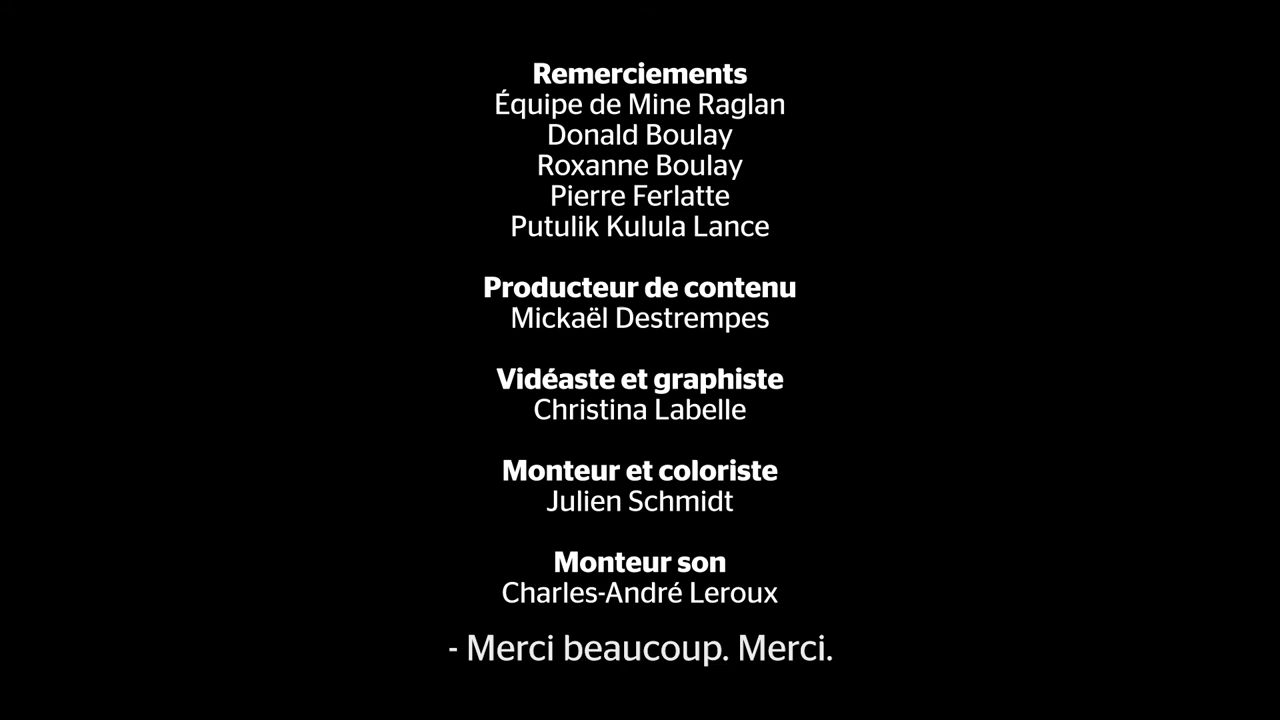 Remerciements
Équipe de Mine Raglan
Donald Boulay
Roxanne Boulay
Pierre Ferlatte
Putulik Kulula Lance
Producteur de contenu
Mickaël Destrempes
Vidéaste et graphiste
Christina Labelle
Monteur et coloriste
Julien Schmidt
Monteur son
Charles-André Leroux
- Merci beaucoup. Merci.